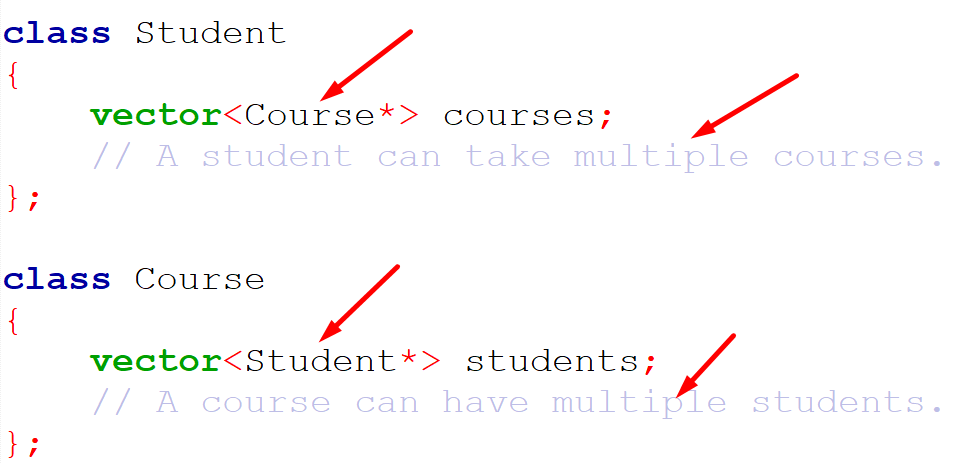 class Student
{
    vector<Course*> courses;
    // A student can take multiple courses.
};

class Course
{
    vector<Student*> students;
    // A course can have multiple students.
};